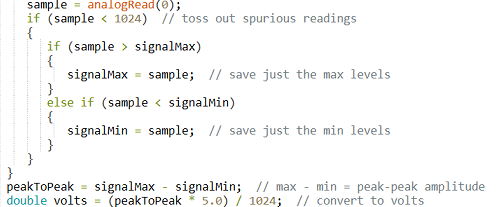 sample = analogRead(0);
if (sample < 1024)  // toss out spurious readings
{
if (sample > signalMax)
{
signalMax = sample;  // save just the max levels
}
else if (sample < signalMin)
{
signalMin = sample;  // save just the min levels
}
}
}
peakToPeak = signalMax - signalMin;  // max - min = peak-peak amplitude
double volts = (peakToPeak * 5.0) / 1024;  // convert to volts